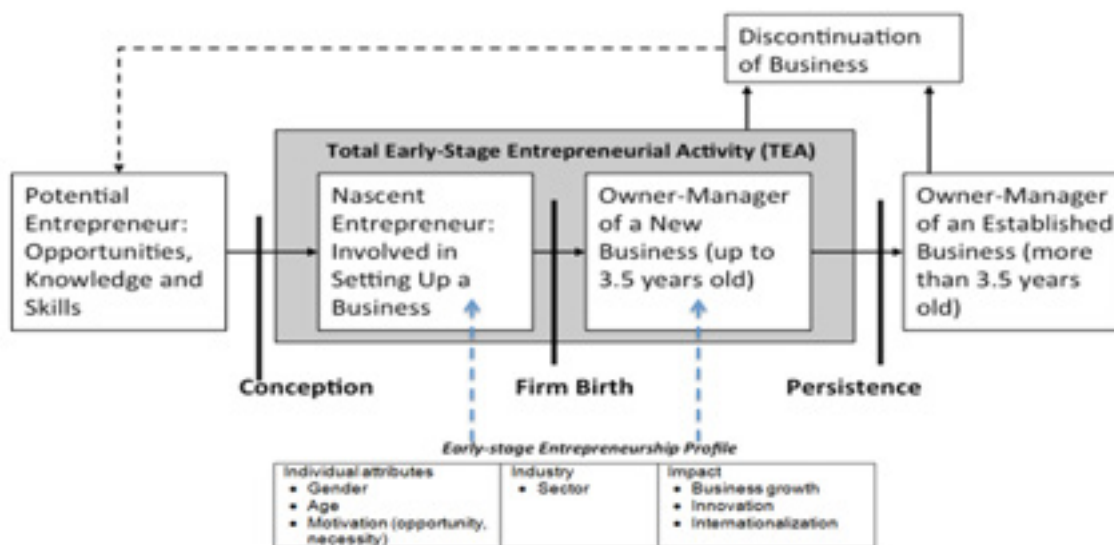 Discontinuation
of Business
Total Early-Stage Entrepreneurial Activity (TEA)
Potential
Entrepreneur:
Opportunities,
Knowledge and
Skills
Nascent
Entrepreneur:
Involved in
Setting Up a
Business
Owner-Manager
of a New
Business (up to
3.5 years old)
Owner-Manager
of an Established
Business (more
than 3.5 years
old)
Conception
Firm Birth
Persistence
Early-stage Entrepreneurship Profile
Individual attributes
• Gender
• Age
• Motivation (opportunity,
necessity)
Industry
• Sector
Impact
• Business growth
• Innovation
• Internationalization